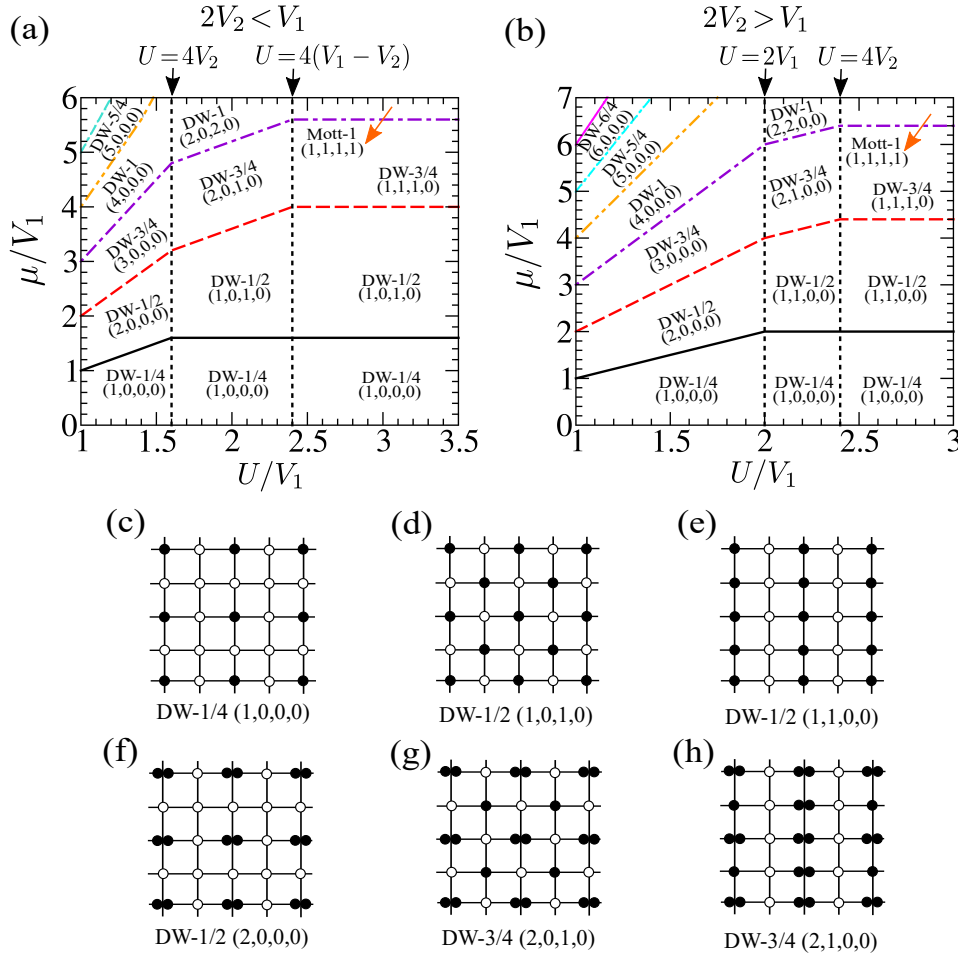 (a)
2V₂ < V₁
U = 4V₂
U = 4(V₁ − V₂)
μ/V₁
6
5
4
3
2
1
0
DW-5/4
(5,0,0,0)
DW-1
(4,0,0,0)
DW-1
(2,0,2,0)
Mott-1
(1,1,1,1)
DW-3/4
(3,0,0,0)
DW-3/4
(2,0,1,0)
DW-3/4
(1,1,1,0)
DW-1/2
(2,0,0,0)
DW-1/2
(1,0,1,0)
DW-1/2
(1,0,1,0)
DW-1/4
(1,0,0,0)
DW-1/4
(1,0,0,0)
DW-1/4
(1,0,0,0)
1 1.5 2 2.5 3 3.5
U/V₁
(b)
2V₂ > V₁
U = 2V₁
U = 4V₂
μ/V₁
7
6
5
4
3
2
1
0
DW-6/4
(6,0,0,0)
DW-5/4
(5,0,0,0)
DW-1
(4,0,0,0)
DW-1
(2,2,0,0)
Mott-1
(1,1,1,1)
DW-3/4
(3,0,0,0)
DW-3/4
(2,1,0,0)
DW-3/4
(1,1,1,0)
DW-1/2
(2,0,0,0)
DW-1/2
(1,1,0,0)
DW-1/2
(1,1,0,0)
DW-1/4
(1,0,0,0)
DW-1/4
(1,0,0,0)
DW-1/4
(1,0,0,0)
1 1.5 2 2.5 3
U/V₁
(c)
DW-1/4 (1,0,0,0)
(d)
DW-1/2 (1,0,1,0)
(e)
DW-1/2 (1,1,0,0)
(f)
DW-1/2 (2,0,0,0)
(g)
DW-3/4 (2,0,1,0)
(h)
DW-3/4 (2,1,0,0)